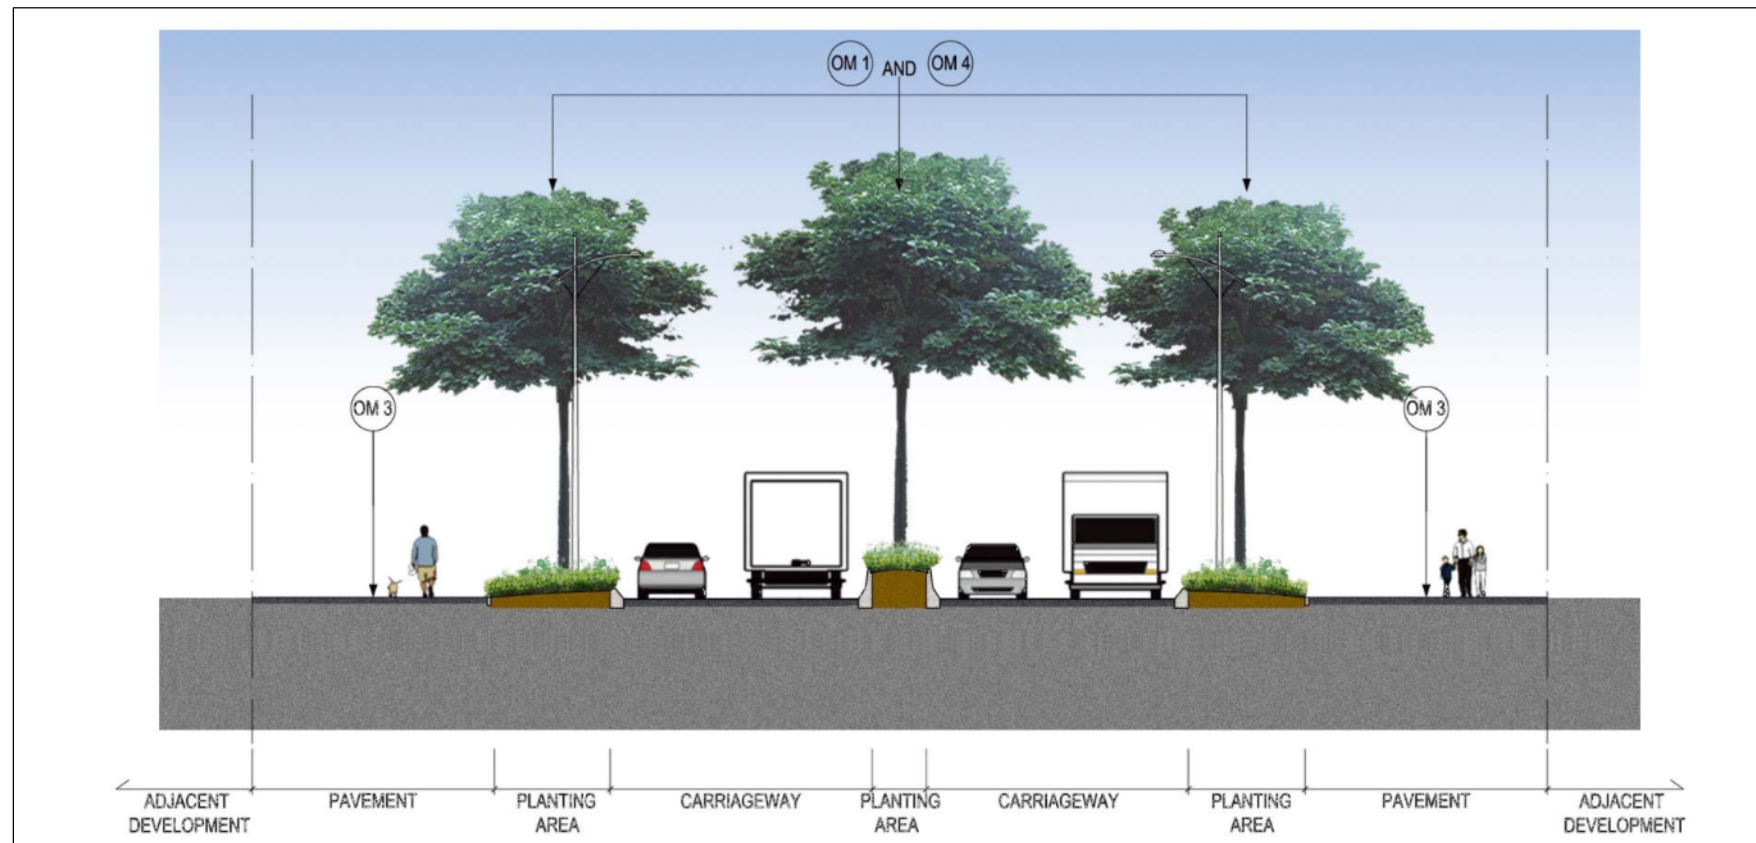 OM 1 AND OM 4
OM 3
OM 3
ADJACENT
DEVELOPMENT
PAVEMENT
PLANTING
AREA
CARRIAGEWAY
PLANTING
AREA
CARRIAGEWAY
PLANTING
AREA
PAVEMENT
ADJACENT
DEVELOPMENT